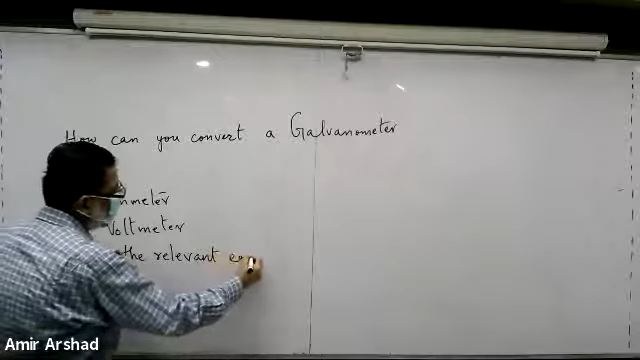 How can you convert a Galvanometer
mmeter
Voltmeter
the relevant
Amir Arshad